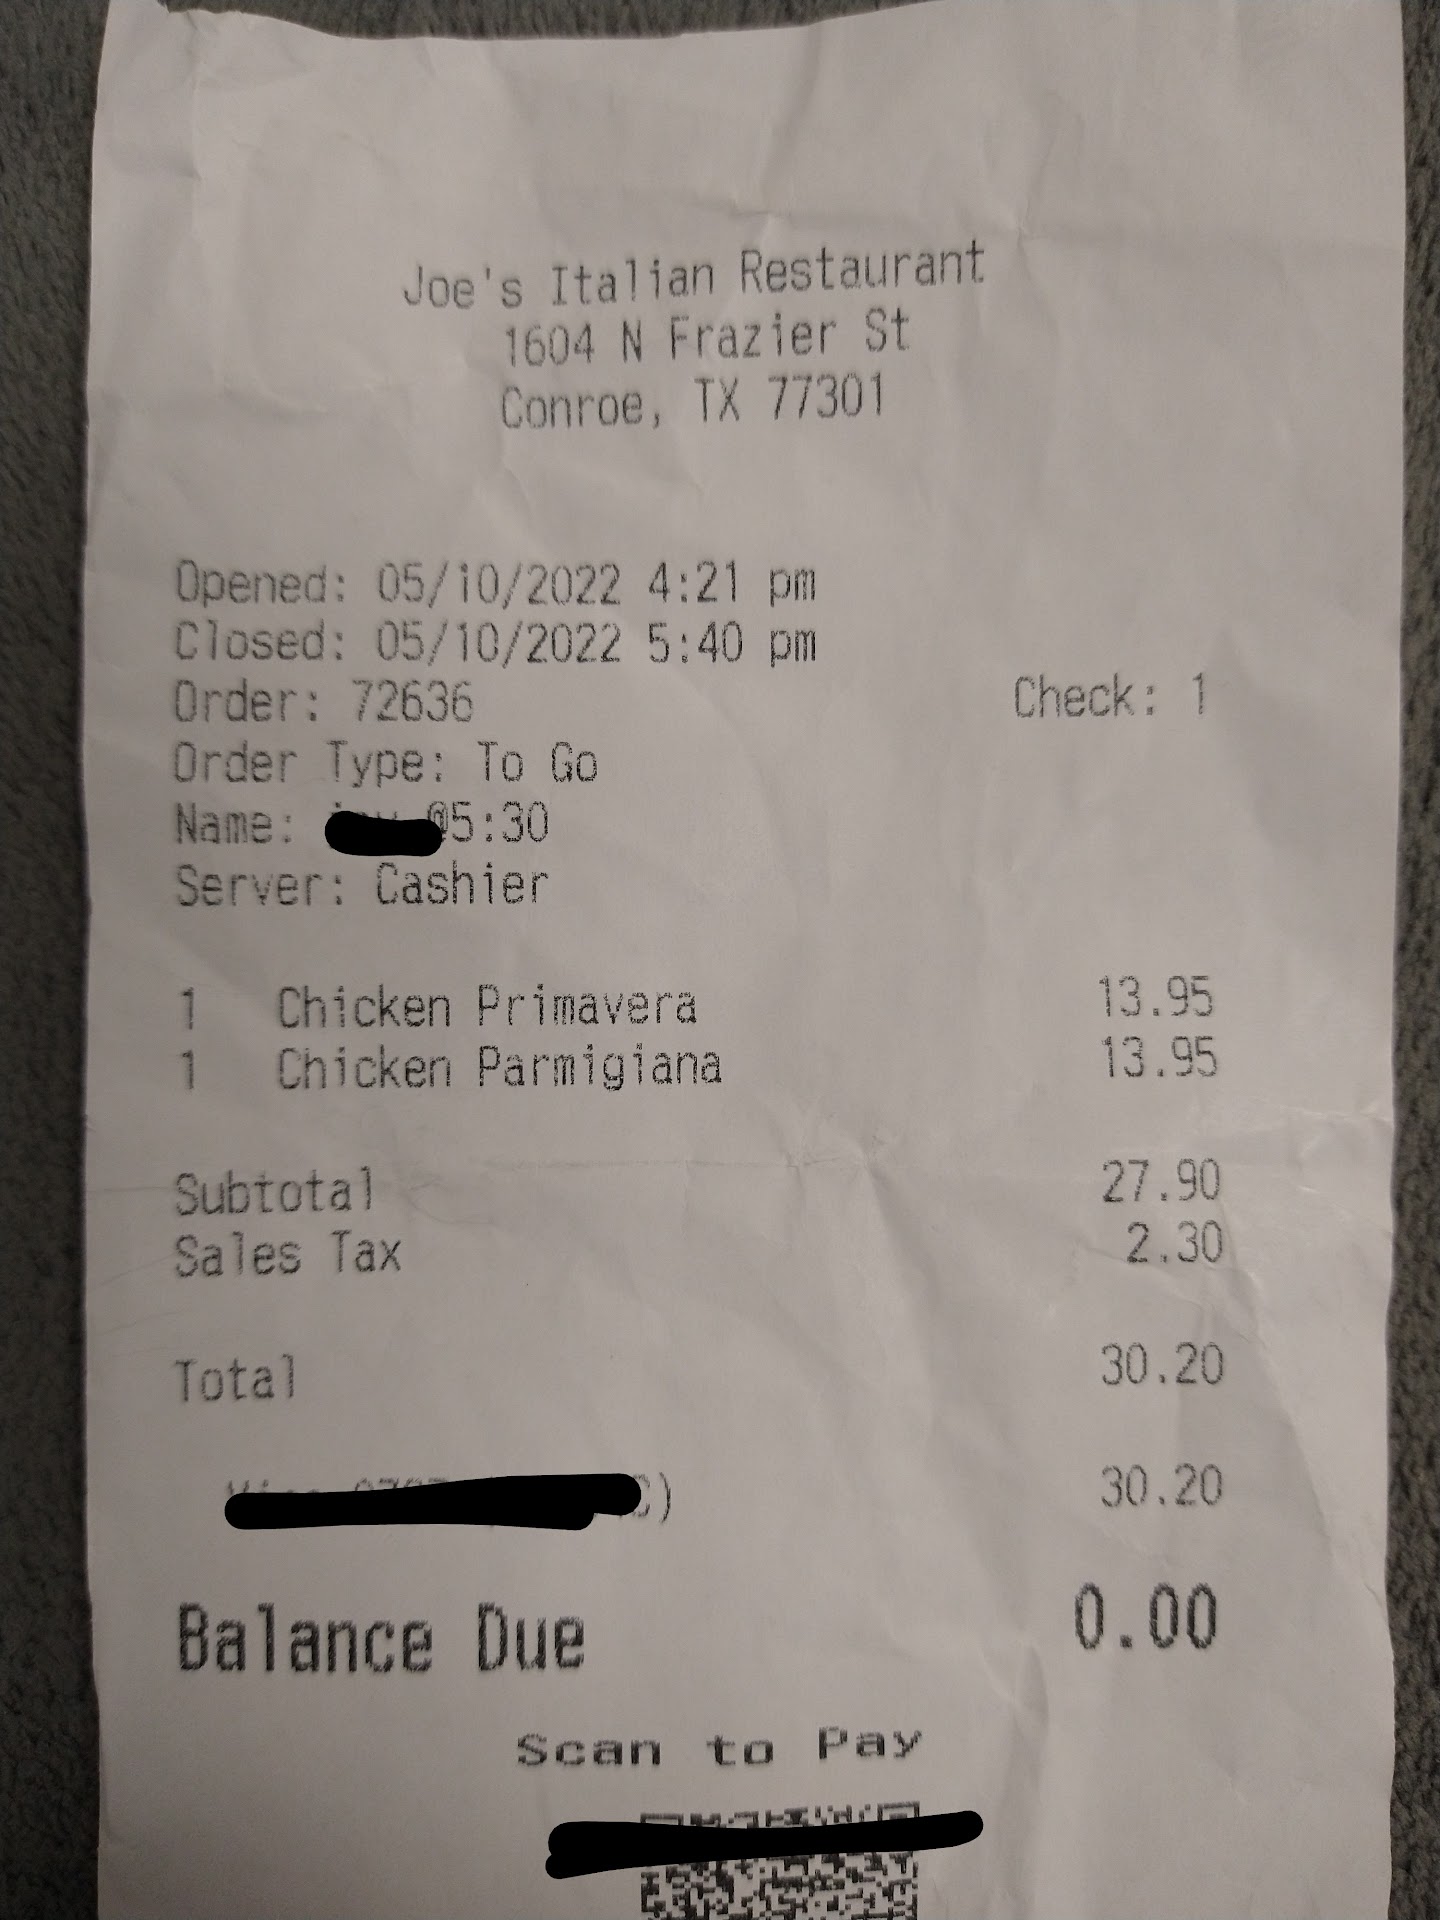 Joe's Italian Restaurant
1604 N Frazier St
Conroe, TX 77301
Opened: 05/10/2022 4:21 pm
Closed: 05/10/2022 5:40 pm
Order: 72636 Check: 1
Order Type: To Go
Name: @5:30
Server: Cashier
1 Chicken Primavera 13.95
1 Chicken Parmigiana 13.95
Subtotal 27.90
Sales Tax 2.30
Total 30.20
30.20
Balance Due 0.00
Scan to Pay